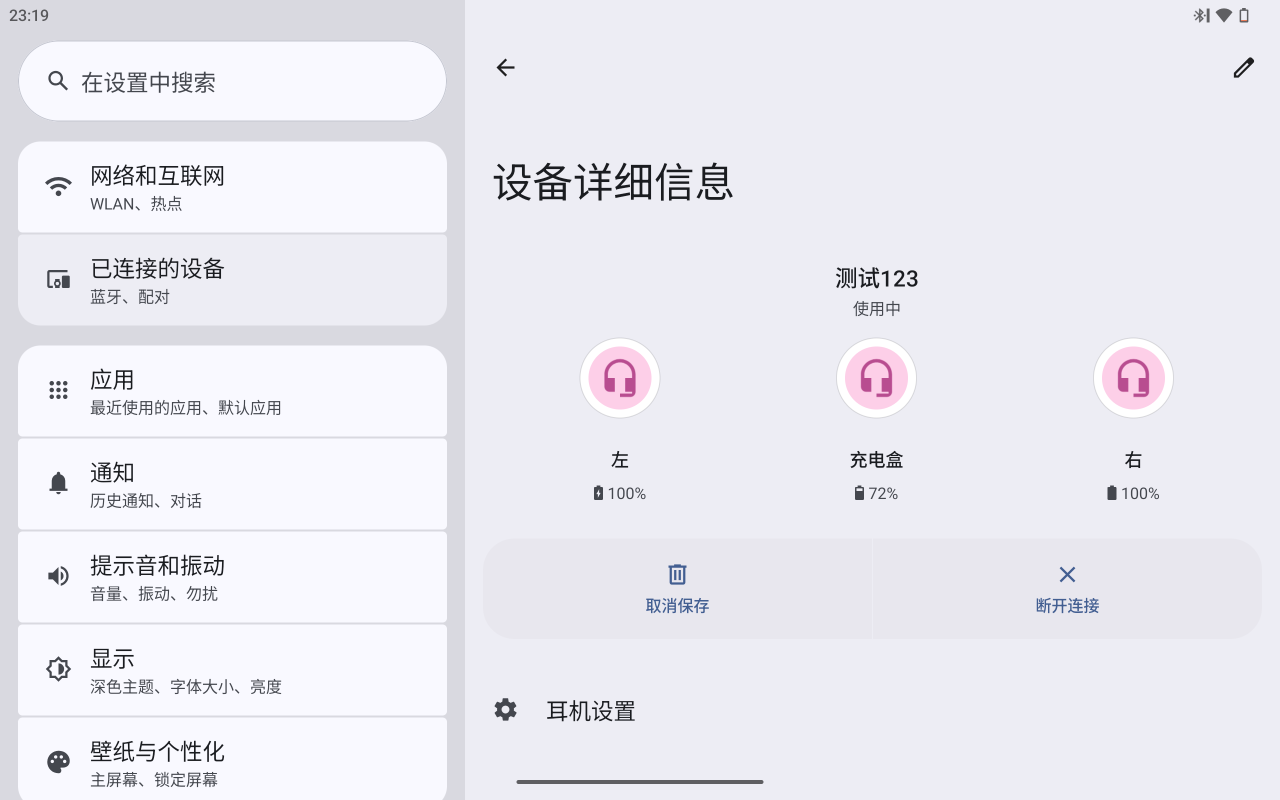 23:19
在设置中搜索
网络和互联网
WLAN、热点
已连接的设备
蓝牙、配对
应用
最近使用的应用、默认应用
通知
历史通知、对话
提示音和振动
音量、振动、勿扰
显示
深色主题、字体大小、亮度
壁纸与个性化
主屏幕、锁定屏幕
设备详细信息
测试123
使用中
左
充电盒
右
100%
72%
100%
取消保存
断开连接
耳机设置